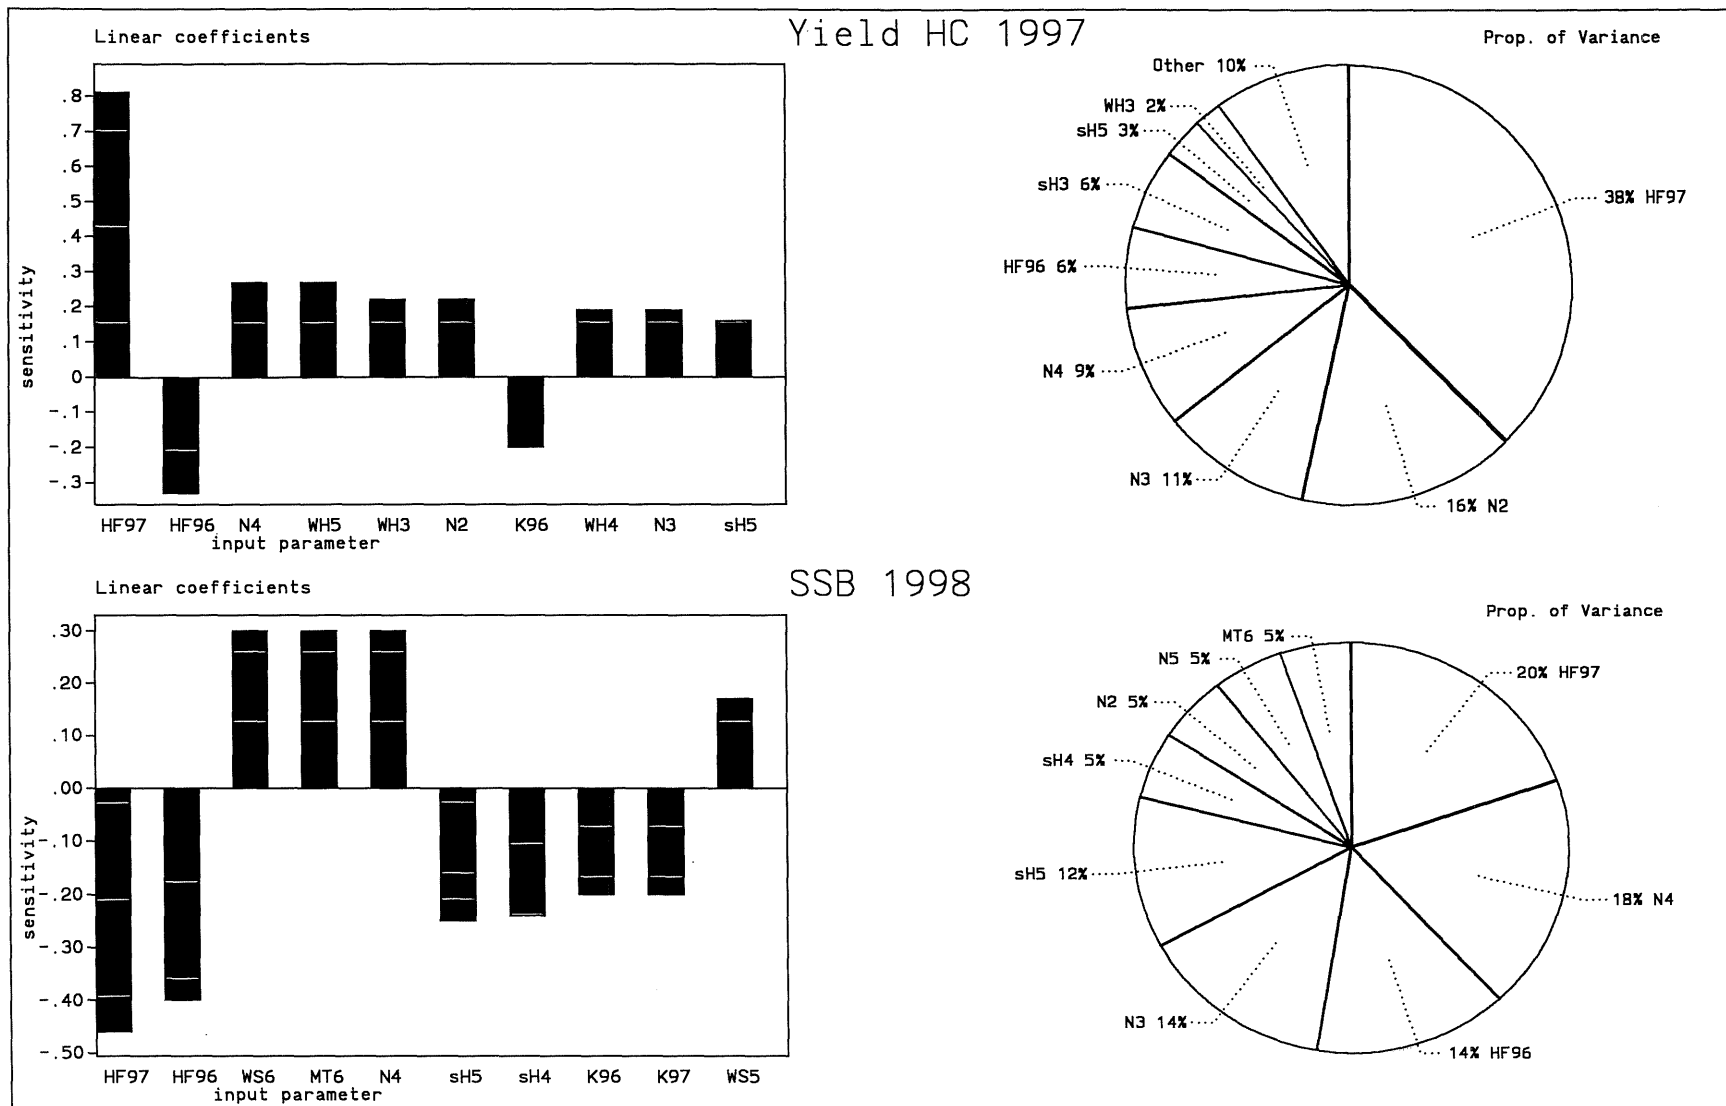 Yield HC 1997
Linear coefficients
Prop. of Variance
.8
.7
.6
.5
.4
.3
.2
.1
0
-.1
-.2
-.3
sensitivity
HF97 HF96 N4 WH5 WH3 N2 K96 WH4 N3 sH5
input parameter
Other 10%
WH3 2%
sH5 3%
sH3 6%
HF96 6%
N4 9%
N3 11%
16% N2
38% HF97
SSB 1998
Linear coefficients
Prop. of Variance
.30
.20
.10
.00
-.10
-.20
-.30
-.40
-.50
sensitivity
HF97 HF96 WS6 MT6 N4 sH5 sH4 K96 K97 WS5
input parameter
MT6 5%
N5 5%
N2 5%
sH4 5%
sH5 12%
N3 14%
14% HF96
18% N4
20% HF97